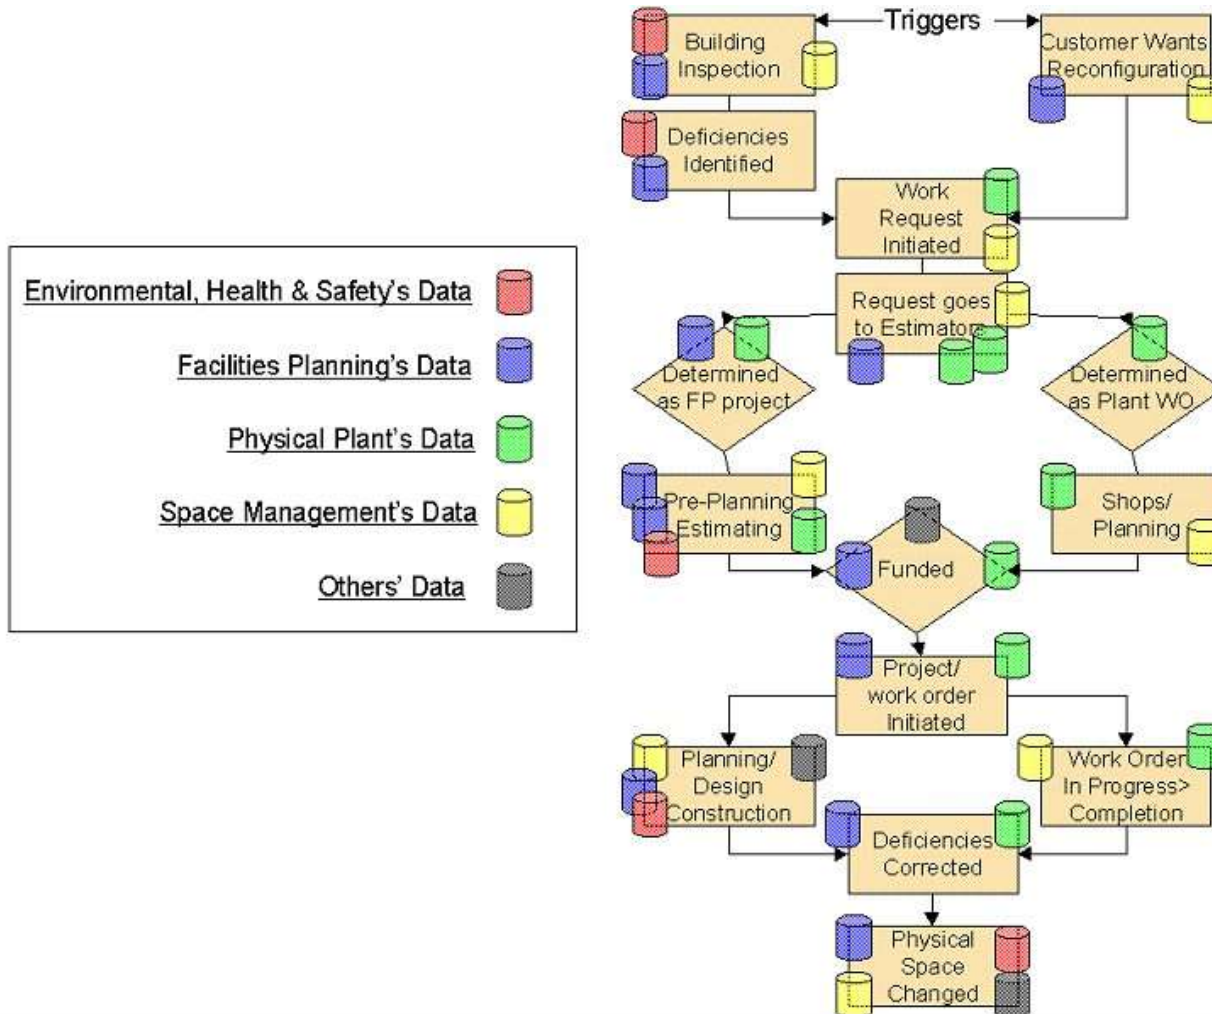 Triggers
Building
Inspection
Customer Wants
Reconfiguration
Deficiencies
Identified
Work
Request
Initiated
Environmental, Health & Safety's Data
Facilities Planning's Data
Physical Plant's Data
Space Management's Data
Others' Data
Request goes
to Estimators
Determined
as FP project
Determined
as Plant WO
Pre-Planning
Estimating
Shops/
Planning
Funded
Project/
work order
Initiated
Planning/
Design
Construction
Work Order
In Progress>
Completion
Deficiencies
Corrected
Physical
Space
Changed